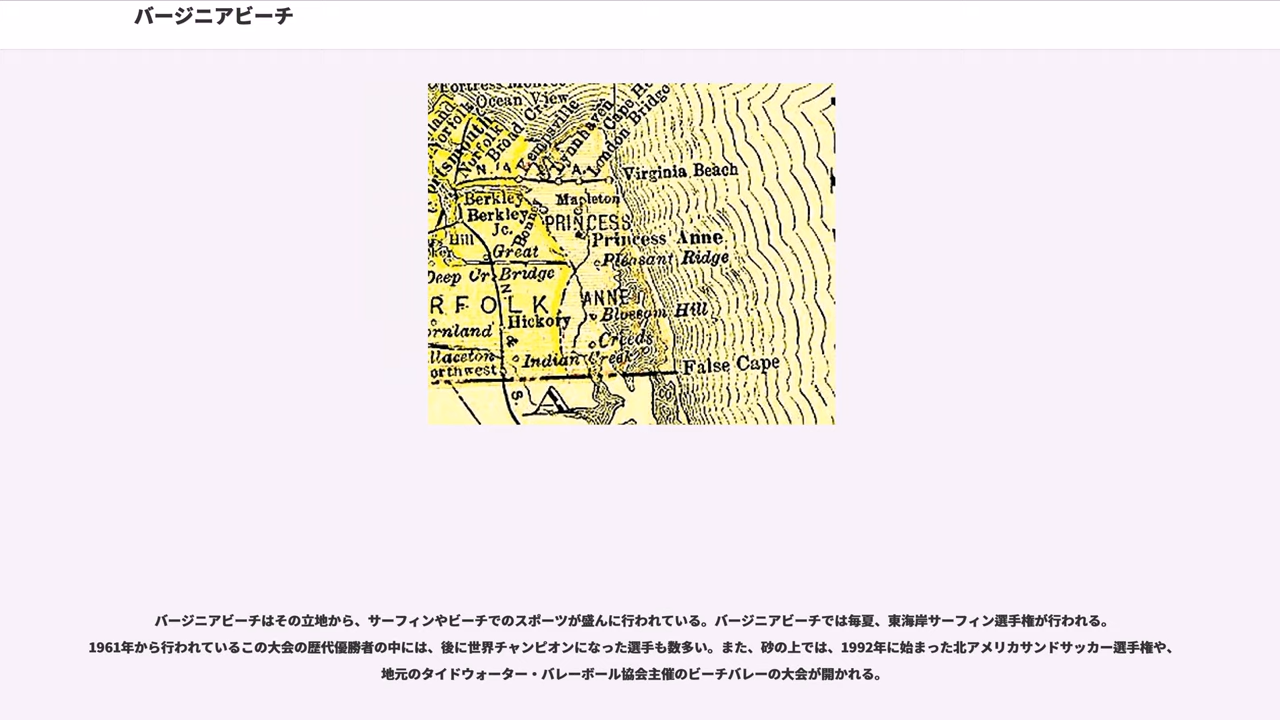 バージニアビーチ
Ocean View
Norfolk
Broad Cr.
Kempsville
Lynnhaven
London Bridge
Virginia Beach
Berkley
Mapleton
Berkley
PRINCESS
Jc.
Princess Anne
Hill
Great
Pleasant Ridge
Deep Cr.
Bridge
ANNE
RFOLK
Blossom Hill
Hickory
Creeds
Indian Creek
False Cape
バージニアビーチはその立地から、サーフィンやビーチでのスポーツが盛んに行われている。バージニアビーチでは毎夏、東海岸サーフィン選手権が行われる。
1961年から行われているこの大会の歴代優勝者の中には、後に世界チャンピオンになった選手も数多い。また、砂の上では、1992年に始まった北アメリカサンドサッカー選手権や、
地元のタイドウォーター・バレーボール協会主催のビーチバレーの大会が開かれる。